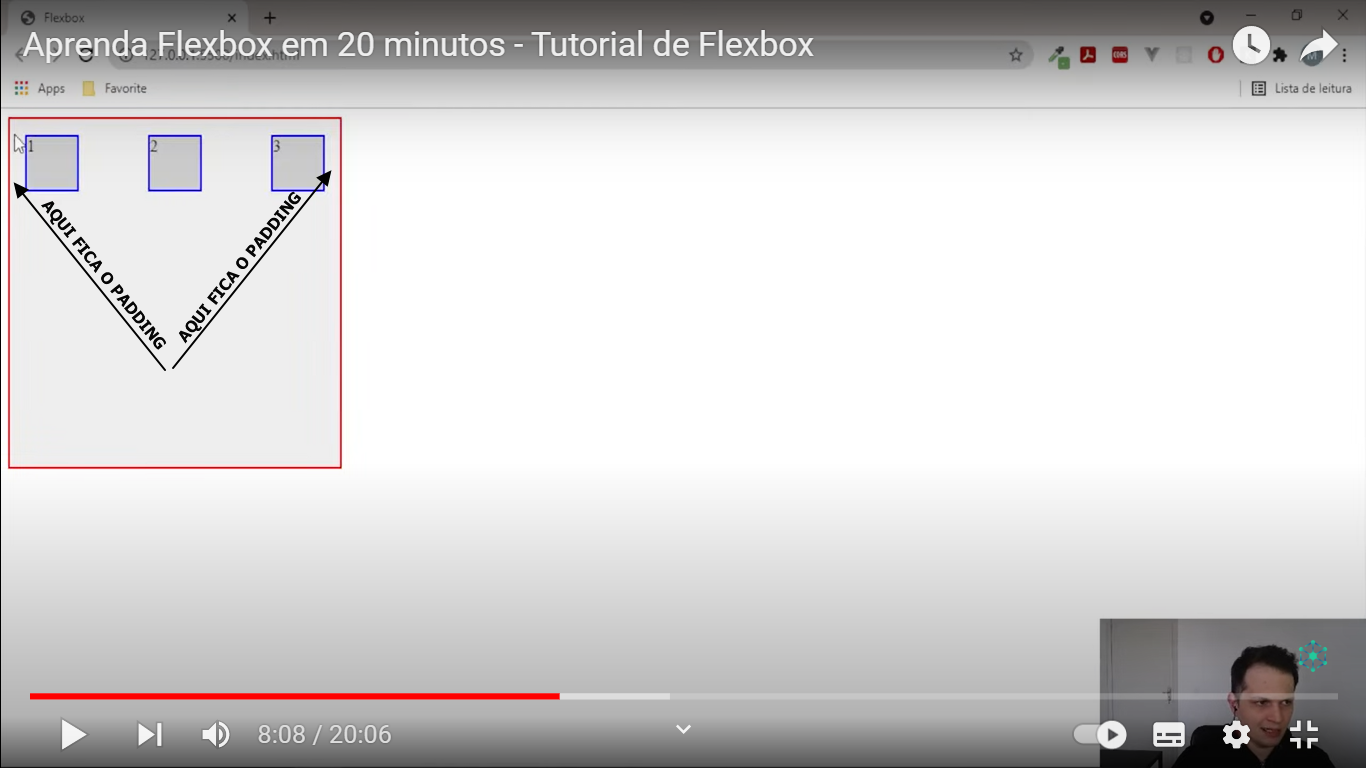 Flexbox
Aprenda Flexbox em 20 minutos - Tutorial de Flexbox
Apps
Favorite
Lista de leitura
1
2
3
AQUI FICA O PADDING
AQUI FICA O PADDING
8:08 / 20:06